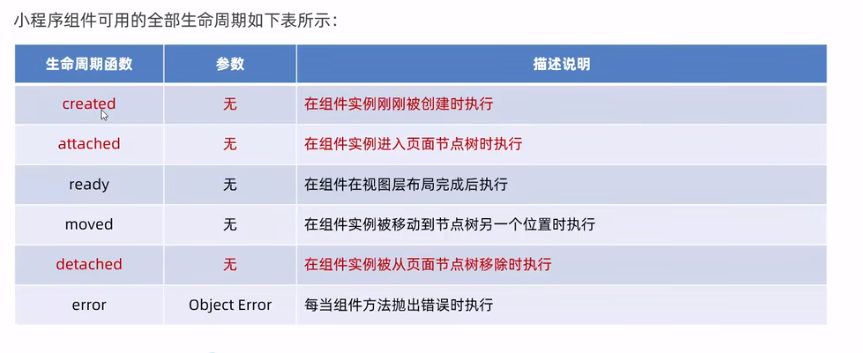 小程序组件可用的全部生命周期如下表所示：
生命周期函数 参数 描述说明
created 无 在组件实例刚刚被创建时执行
attached 无 在组件实例进入页面节点树时执行
ready 无 在组件在视图层布局完成后执行
moved 无 在组件实例被移动到节点树另一个位置时执行
detached 无 在组件实例被从页面节点树移除时执行
error Object Error 每当组件方法抛出错误时执行